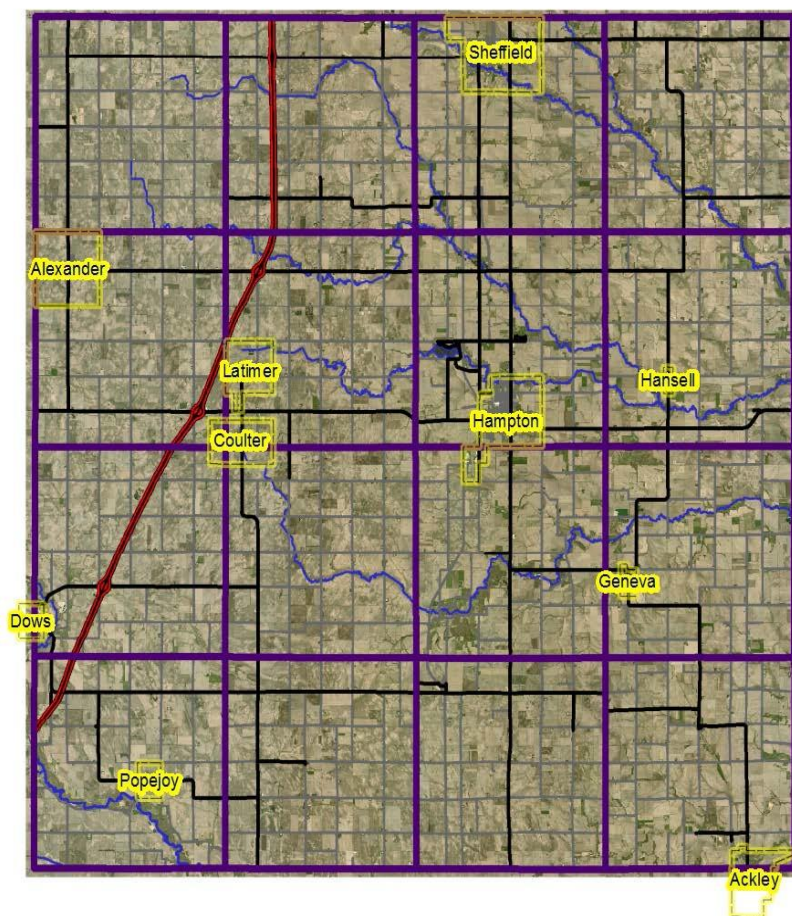 Sheffield
Alexander
Latimer
Hansell
Hampton
Coulter
Geneva
Dows
Popejoy
Ackley